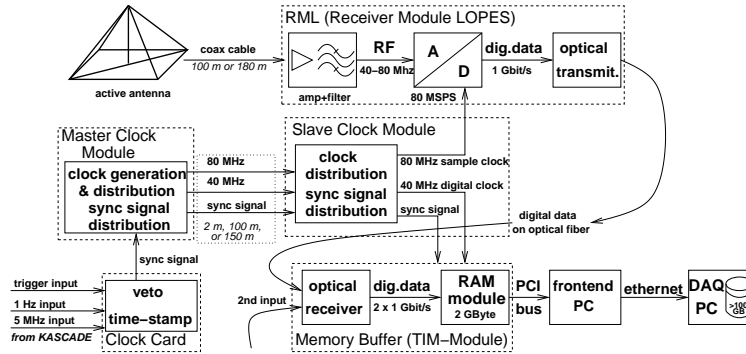 RML (Receiver Module LOPES)
coax cable
100 m or 180 m
active antenna
amp+filter
RF
40–80 Mhz
A
D
80 MSPS
dig.data
1 Gbit/s
optical
transmit.
Master Clock
Module
clock generation
& distribution
sync signal
distribution
80 MHz
40 MHz
sync signal
2 m, 100 m,
or 150 m
Slave Clock Module
clock
distribution
sync signal
distribution
80 MHz sample clock
40 MHz digital clock
sync signal
digital data
on optical fiber
sync signal
trigger input
1 Hz input
5 MHz input
from KASCADE
veto
time–stamp
Clock Card
2nd input
optical
receiver
dig.data
2 x 1 Gbit/s
RAM
module
2 GByte
Memory Buffer (TIM–Module)
PCI
bus
frontend
PC
ethernet
DAQ
PC
>100
GB